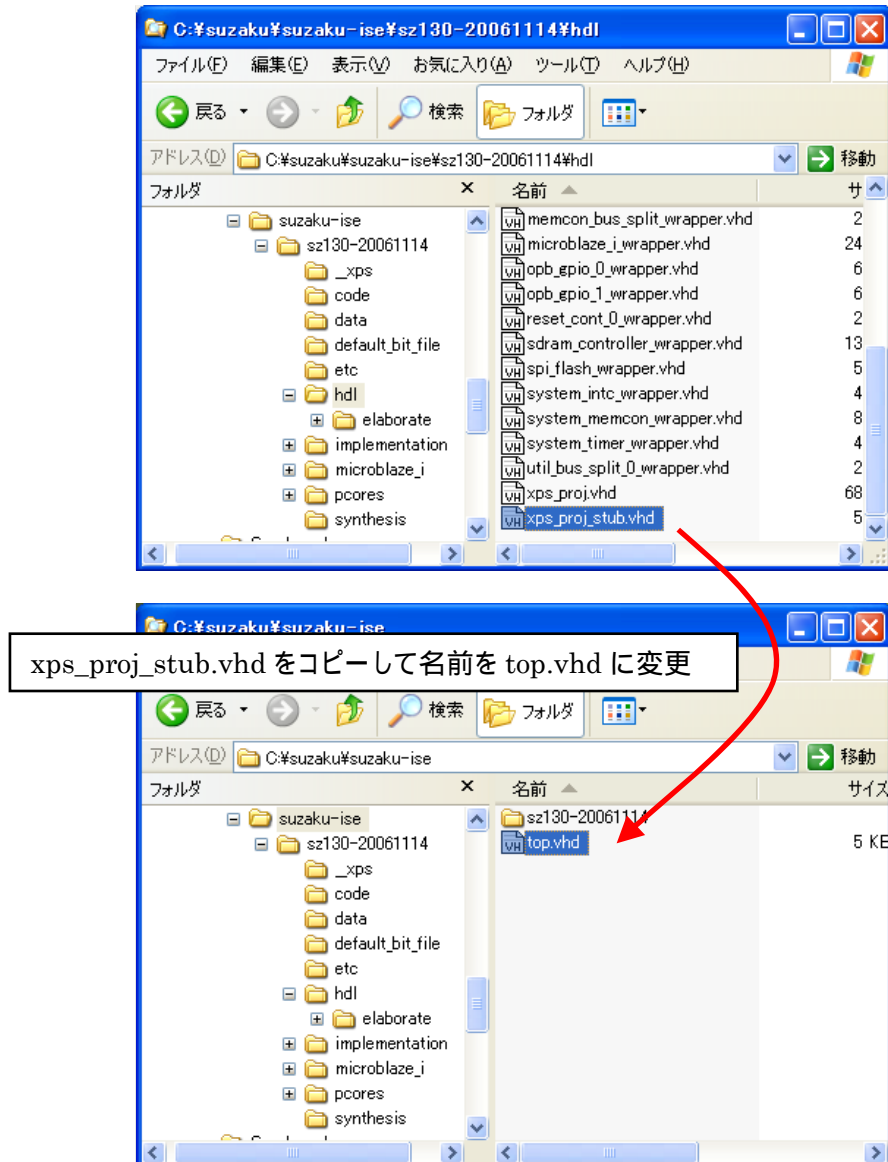 C:¥suzaku¥suzaku-ise¥sz130-20061114¥hdl
ファイル(F) 編集(E) 表示(V) お気に入り(A) ツール(T) ヘルプ(H)
戻る 検索 フォルダ
アドレス(D) C:¥suzaku¥suzaku-ise¥sz130-20061114¥hdl 移動
フォルダ × 名前 サ
suzaku-ise
sz130-20061114
_xps
code
data
default_bit_file
etc
hdl
elaborate
implementation
microblaze_i
pcores
synthesis
memcon_bus_split_wrapper.vhd 2
microblaze_i_wrapper.vhd 24
opb_gpio_0_wrapper.vhd 6
opb_gpio_1_wrapper.vhd 6
reset_cont_0_wrapper.vhd 2
sdram_controller_wrapper.vhd 13
spi_flash_wrapper.vhd 5
system_intc_wrapper.vhd 4
system_memcon_wrapper.vhd 8
system_timer_wrapper.vhd 4
util_bus_split_0_wrapper.vhd 2
xps_proj.vhd 68
xps_proj_stub.vhd 5
C:¥suzaku¥suzaku-ise
xps_proj_stub.vhd をコピーして名前を top.vhd に変更
戻る 検索 フォルダ
アドレス(D) C:¥suzaku¥suzaku-ise 移動
フォルダ × 名前 サイズ
suzaku-ise
sz130-20061114
_xps
code
data
default_bit_file
etc
hdl
elaborate
implementation
microblaze_i
pcores
synthesis
sz130-20061114
top.vhd 5 KB